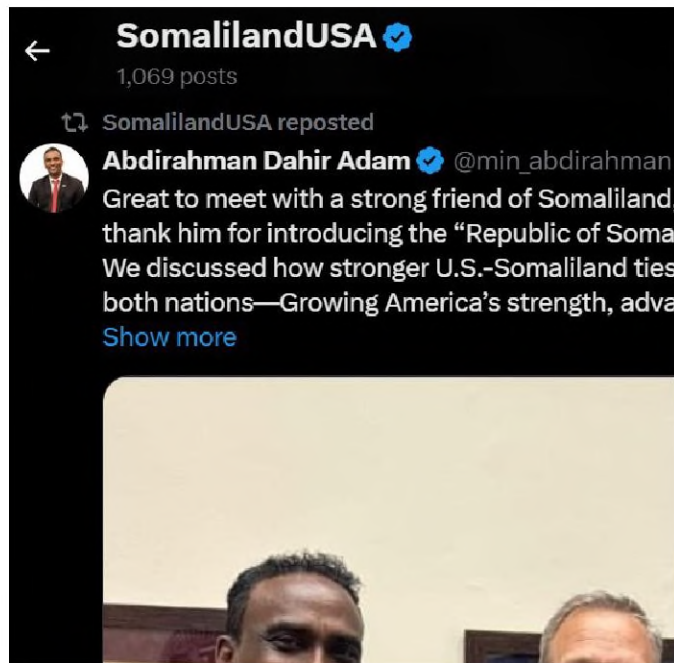 SomalilandUSA
1,069 posts
SomalilandUSA reposted
Abdirahman Dahir Adam @min_abdirahman
Great to meet with a strong friend of Somaliland,
thank him for introducing the “Republic of Soma
We discussed how stronger U.S.-Somaliland ties
both nations—Growing America’s strength, adva
Show more